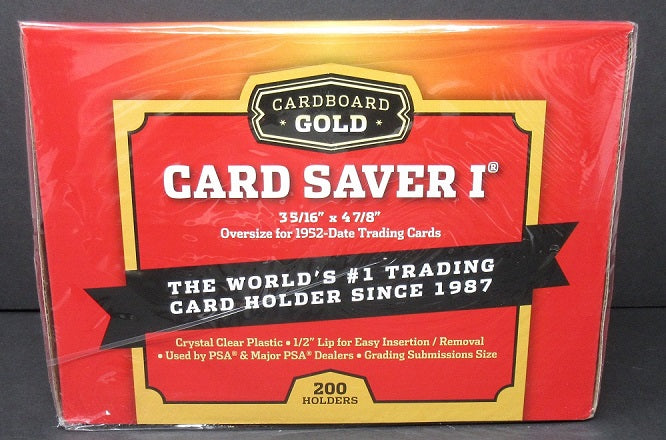 CARDBOARD
GOLD
CARD SAVER I®
3 5/16" x 4 7/8"
Oversize for 1952-Date Trading Cards
THE WORLD'S #1 TRADING
CARD HOLDER SINCE 1987
Crystal Clear Plastic • 1/2" Lip for Easy Insertion / Removal
• Used by PSA® & Major PSA® Dealers • Grading Submissions Size
200
HOLDERS